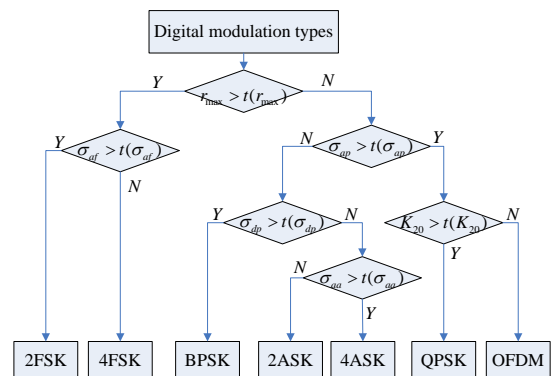 Digital modulation types
Y
r_max > t(r_max)
N
Y
σ_af > t(σ_af)
N
N
σ_ap > t(σ_ap)
Y
Y
σ_dp > t(σ_dp)
N
K_20 > t(K_20)
N
N
σ_aa > t(σ_aa)
Y
Y
2FSK
4FSK
BPSK
2ASK
4ASK
QPSK
OFDM